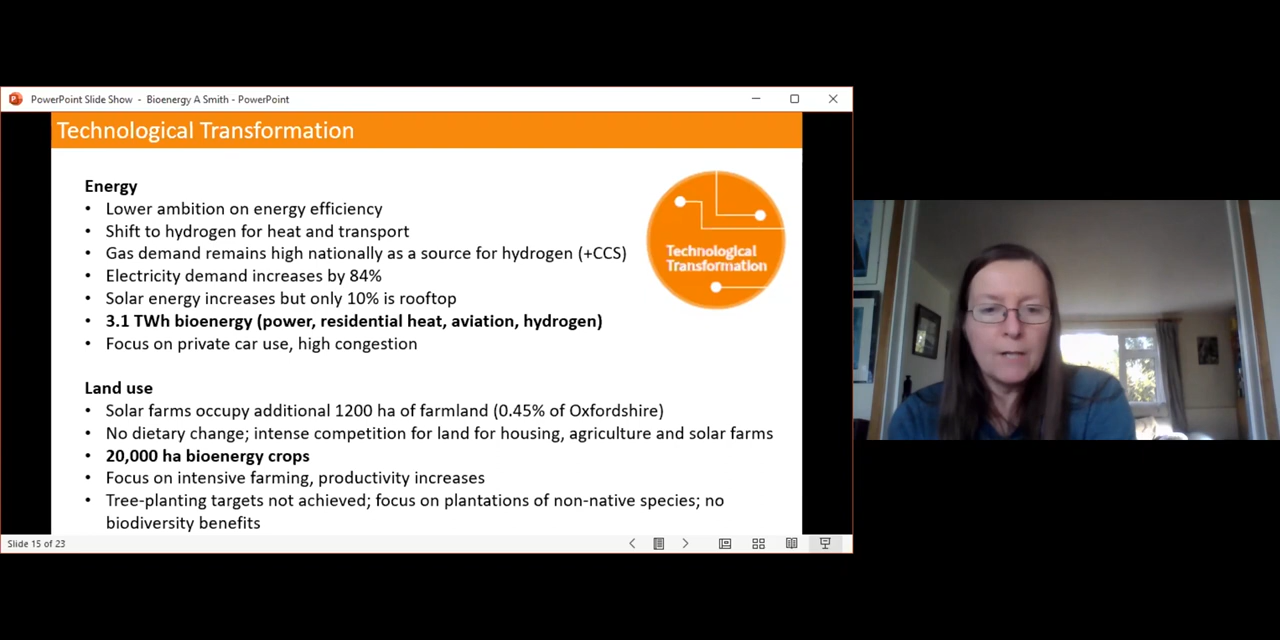 PowerPoint Slide Show - Bioenergy A Smith - PowerPoint
Technological Transformation
Energy
• Lower ambition on energy efficiency
• Shift to hydrogen for heat and transport
• Gas demand remains high nationally as a source for hydrogen (+CCS)
• Electricity demand increases by 84%
• Solar energy increases but only 10% is rooftop
• 3.1 TWh bioenergy (power, residential heat, aviation, hydrogen)
• Focus on private car use, high congestion
Technological
Transformation
Land use
• Solar farms occupy additional 1200 ha of farmland (0.45% of Oxfordshire)
• No dietary change; intense competition for land for housing, agriculture and solar farms
• 20,000 ha bioenergy crops
• Focus on intensive farming, productivity increases
• Tree-planting targets not achieved; focus on plantations of non-native species; no
biodiversity benefits
Slide 15 of 23